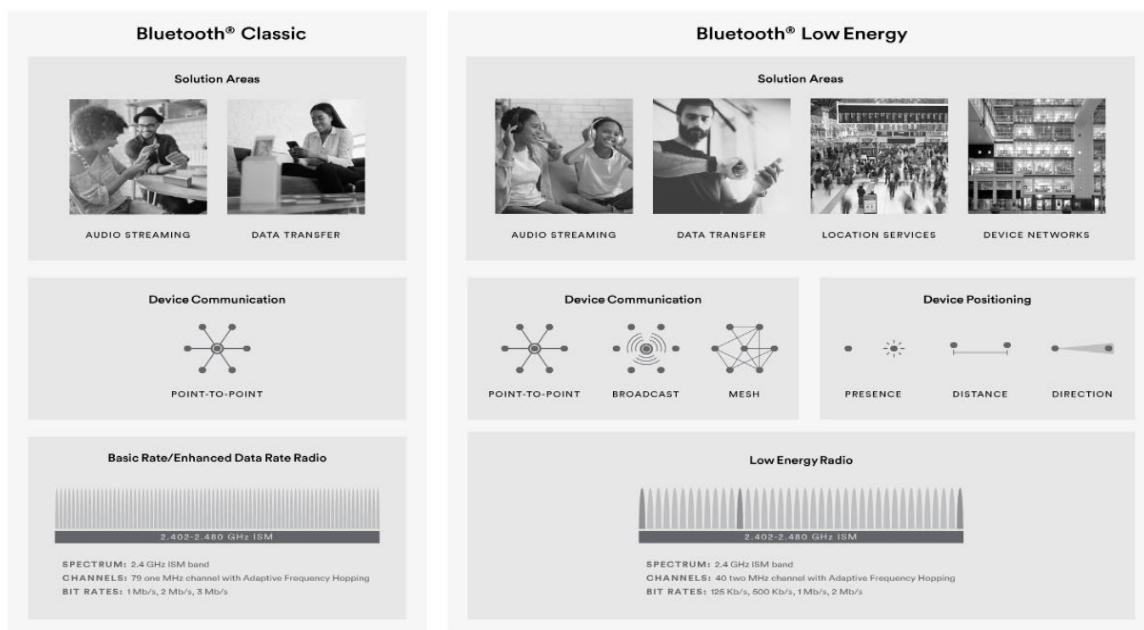 Bluetooth® Classic
Solution Areas
AUDIO STREAMING
DATA TRANSFER
Device Communication
POINT-TO-POINT
Basic Rate/Enhanced Data Rate Radio
2.402-2.480 GHz ISM
SPECTRUM: 2.4 GHz ISM band
CHANNELS: 79 one MHz channel with Adaptive Frequency Hopping
BIT RATES: 1 Mb/s, 2 Mb/s, 3 Mb/s
Bluetooth® Low Energy
Solution Areas
AUDIO STREAMING
DATA TRANSFER
LOCATION SERVICES
DEVICE NETWORKS
Device Communication
POINT-TO-POINT
BROADCAST
MESH
Device Positioning
PRESENCE
DISTANCE
DIRECTION
Low Energy Radio
2.402-2.480 GHz ISM
SPECTRUM: 2.4 GHz ISM band
CHANNELS: 40 two MHz channel with Adaptive Frequency Hopping
BIT RATES: 125 Kb/s, 500 Kb/s, 1 Mb/s, 2 Mb/s